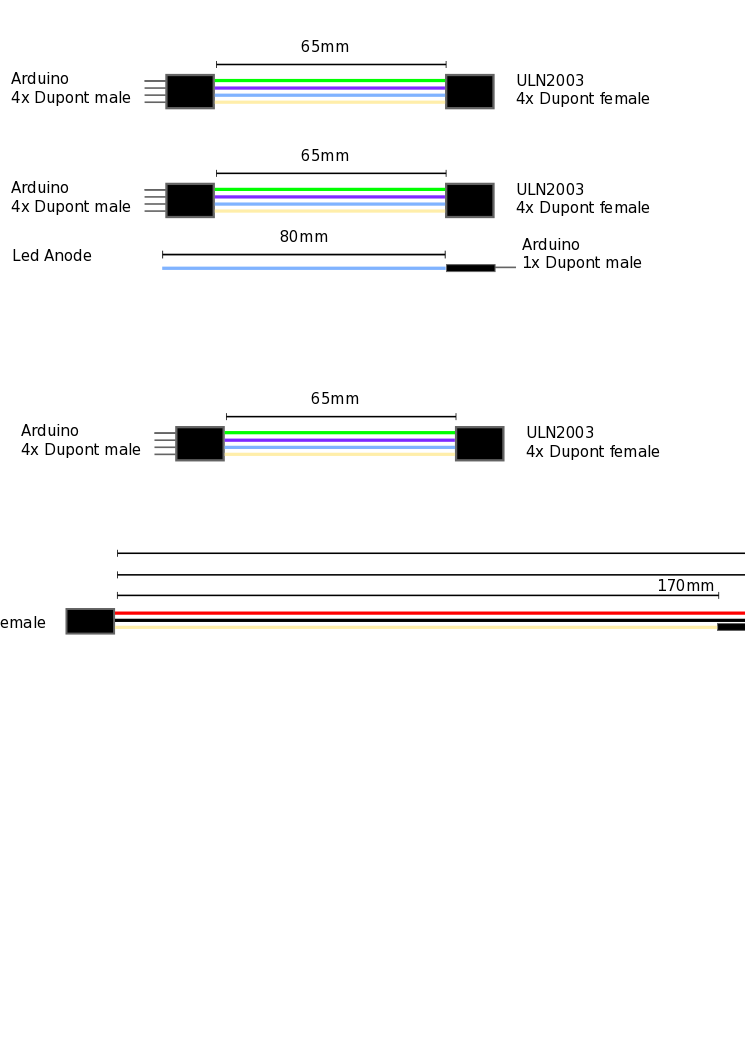 65mm
Arduino
4x Dupont male
ULN2003
4x Dupont female
65mm
Arduino
4x Dupont male
ULN2003
4x Dupont female
80mm
Led Anode
Arduino
1x Dupont male
65mm
Arduino
4x Dupont male
ULN2003
4x Dupont female
170mm
emale